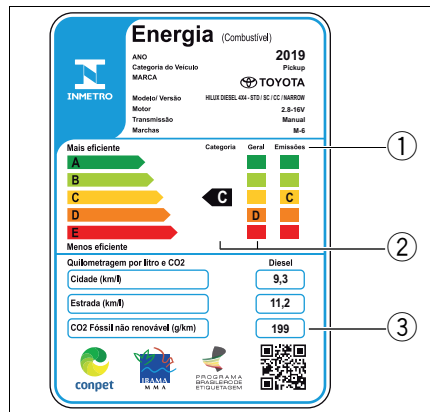 Energia (Combustível)
ANO 2019
Categoria do Veículo Pickup
MARCA TOYOTA
INMETRO
Modelo/ Versão HILUX DIESEL 4X4 - STD / SC / CC / NARROW
Motor 2.8-16V
Transmissão Manual
Marchas M-6
Mais eficiente Categoria Geral Emissões 1
A
B
C C C
D D
E
Menos eficiente 2
Quilometragem por litro e CO2 Diesel
Cidade (km/l) 9,3
Estrada (km/l) 11,2
CO2 Fóssil não renovável (g/km) 199 3
conpet
IBAMA
M M A
PROGRAMA
BRASILEIRO DE
ETIQUETAGEM